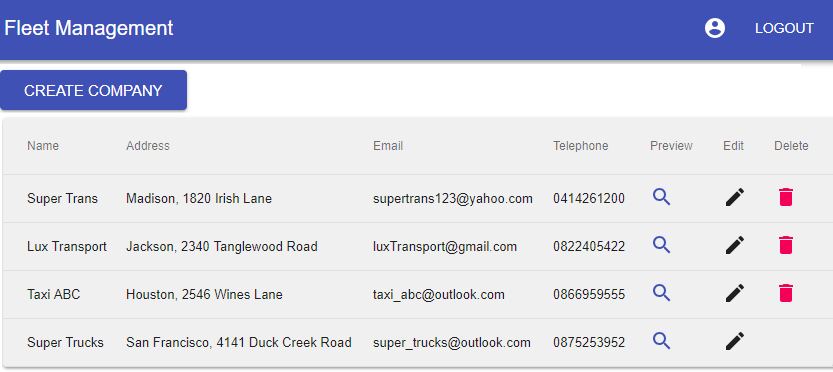 Fleet Management LOGOUT
CREATE COMPANY
Name Address Email Telephone Preview Edit Delete
Super Trans Madison, 1820 Irish Lane supertrans123@yahoo.com 0414261200
Lux Transport Jackson, 2340 Tanglewood Road luxTransport@gmail.com 0822405422
Taxi ABC Houston, 2546 Wines Lane taxi_abc@outlook.com 0866959555
Super Trucks San Francisco, 4141 Duck Creek Road super_trucks@outlook.com 0875253952